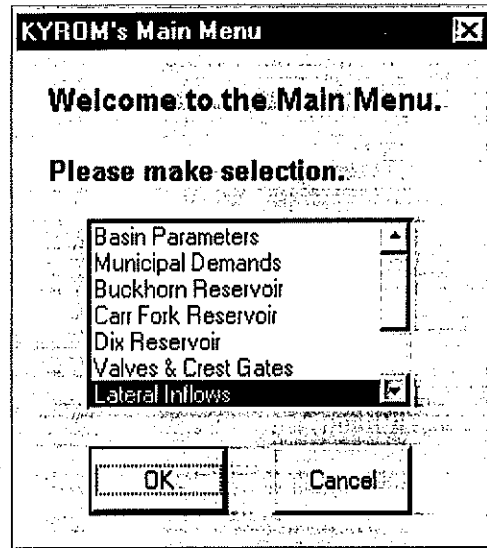 KYROM's Main Menu
Welcome to the Main Menu.
Please make selection.
Basin Parameters
Municipal Demands
Buckhorn Reservoir
Carr Fork Reservoir
Dix Reservoir
Valves & Crest Gates
Lateral Inflows
OK Cancel